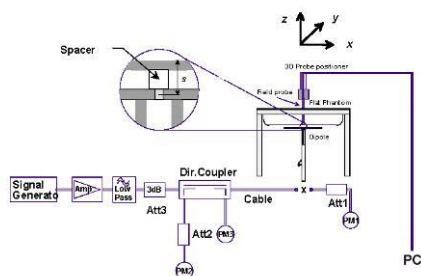 z
y
x
Spacer
s
3D Probe positioner
Field probe
Flat Phantom
Dipole
Signal
Generato
Amp
Low
Pass
3dB
Att3
Dir.Coupler
Cable
x
Att1
PM1
Att2
PM3
PM2
PC